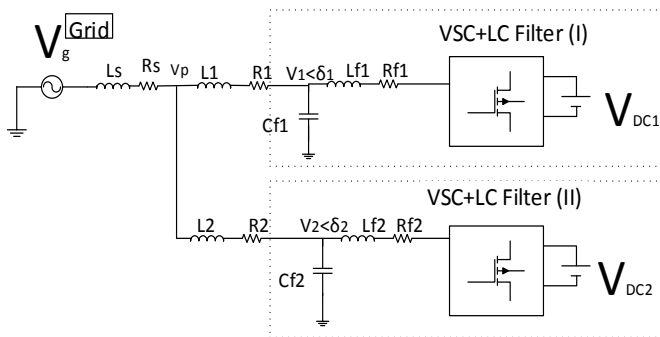 Grid
Vg
Ls Rs Vp L1 R1 V1<δ1 Lf1 Rf1
VSC+LC Filter (I)
Cf1
VDC1
VSC+LC Filter (II)
L2 R2 V2<δ2 Lf2 Rf2
Cf2
VDC2